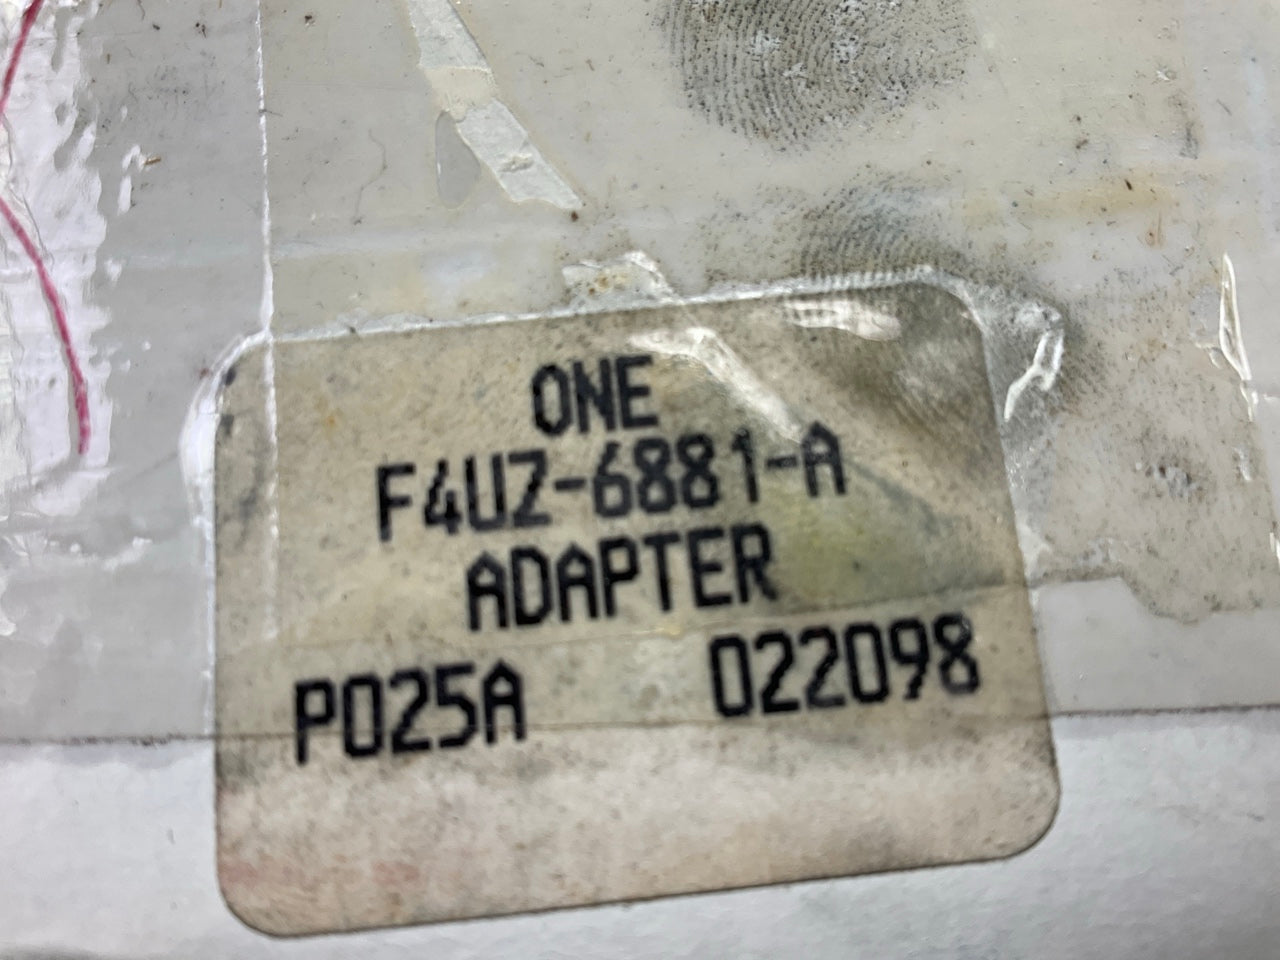 ONE
F4UZ-6881-A
ADAPTER
P025A 022098